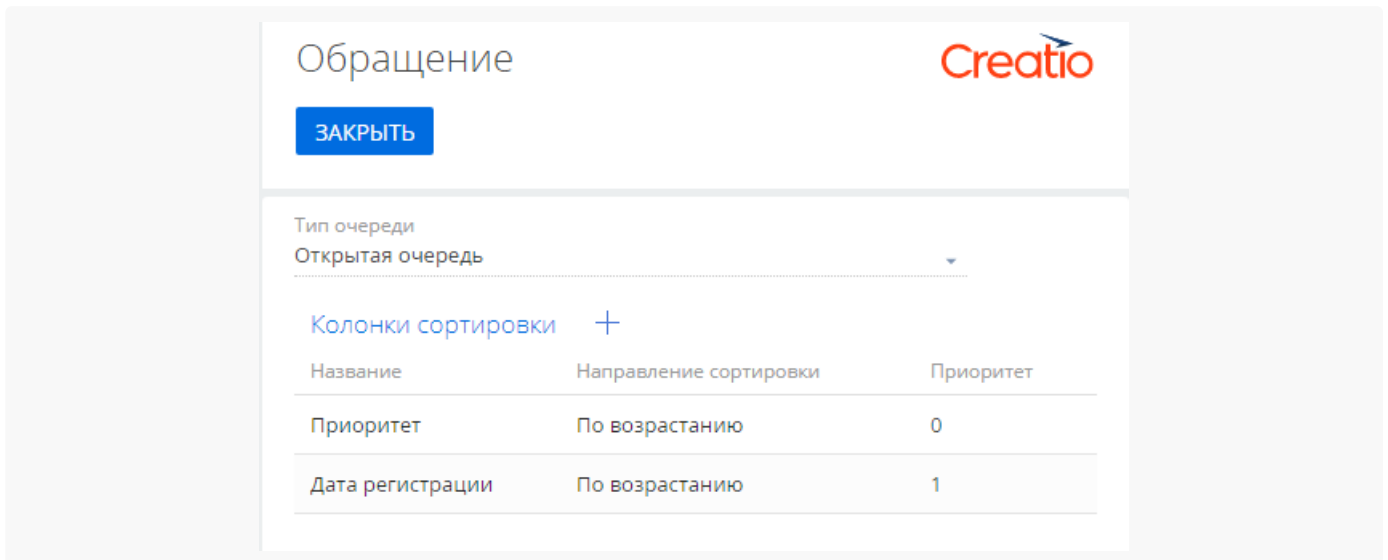 Обращение
Creatio
ЗАКРЫТЬ
Тип очереди
Открытая очередь
Колонки сортировки +
Название Направление сортировки Приоритет
Приоритет По возрастанию 0
Дата регистрации По возрастанию 1